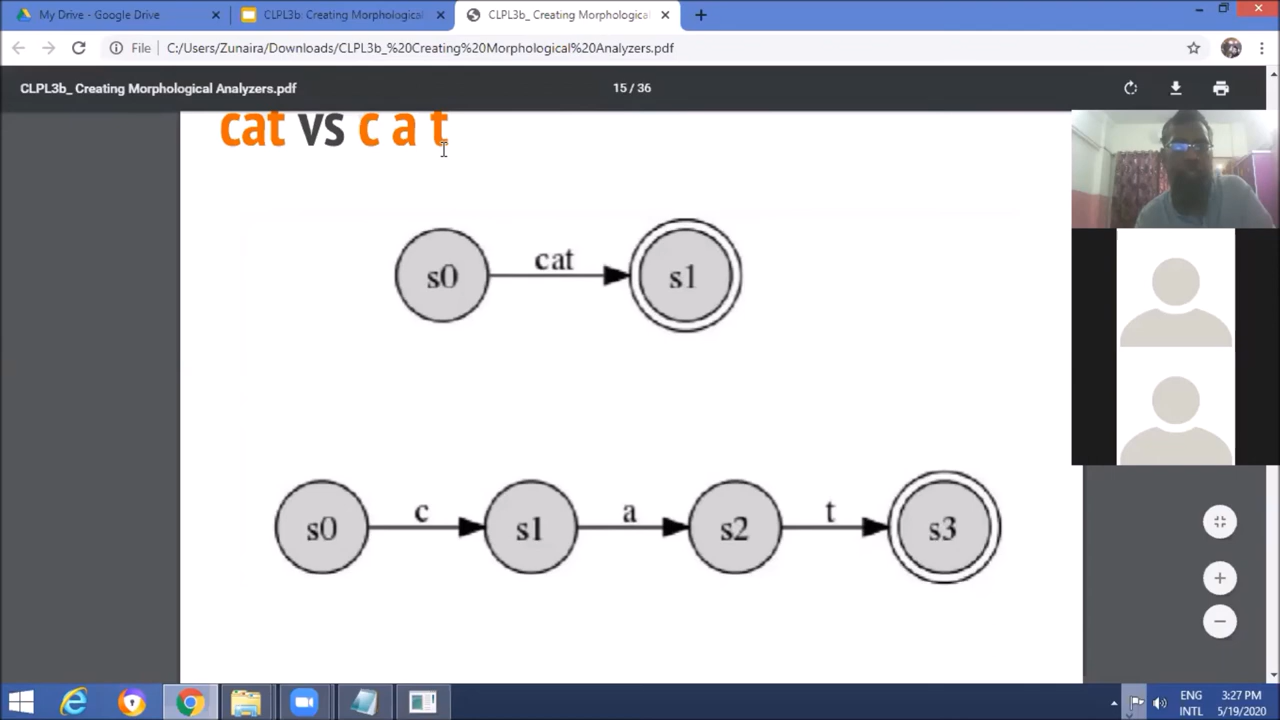 My Drive - Google Drive
CLPL3b: Creating Morphological
CLPL3b_ Creating Morphological
File
C:/Users/Zunaira/Downloads/CLPL3b_%20Creating%20Morphological%20Analyzers.pdf
CLPL3b_ Creating Morphological Analyzers.pdf
15 / 36
cat vs c a t
s0
cat
s1
s0
c
s1
a
s2
t
s3
ENG
INTL
3:27 PM
5/19/2020